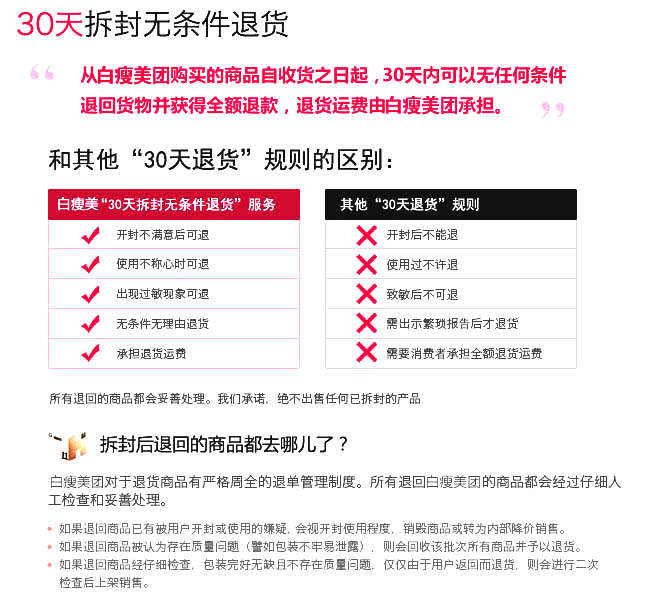 30天拆封无条件退货
“ 从白瘦美团购买的商品自收货之日起，30天内可以无任何条件
退回货物并获得全额退款，退货运费由白瘦美团承担。 ”
和其他“30天退货”规则的区别：
白瘦美“30天拆封无条件退货”服务
开封不满意后可退
使用不称心时可退
出现过敏现象可退
无条件无理由退货
承担退货运费
其他“30天退货”规则
开封后不能退
使用过不许退
致敏后不可退
需出示繁琐报告后才退货
需要消费者承担全额退货运费
所有退回的商品都会妥善处理。我们承诺，绝不出售任何已拆封的产品
拆封后退回的商品都去哪儿了？
白瘦美团对于退货商品有严格周全的退单管理制度。所有退回白瘦美团的商品都会经过仔细人
工检查和妥善处理。
• 如果退回商品已有被用户开封或使用的嫌疑，会视开封使用程度，销毁商品或转为内部降价销售。
• 如果退回商品被认为存在质量问题（譬如包装不牢易泄露），则会回收该批次所有商品并予以退货。
• 如果退回商品经仔细检查，包装完好无缺且不存在质量问题，仅仅由于用户返回而退货，则会进行二次
检查后上架销售。